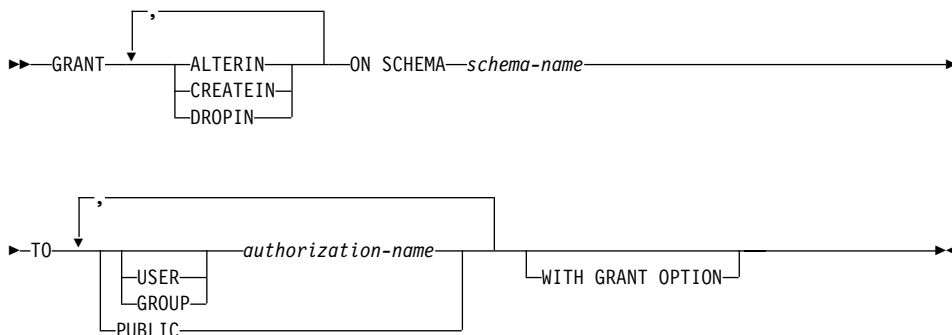 ,
GRANT ALTERIN ON SCHEMA schema-name
CREATEIN
DROPIN
,
TO authorization-name
USER WITH GRANT OPTION
GROUP
PUBLIC